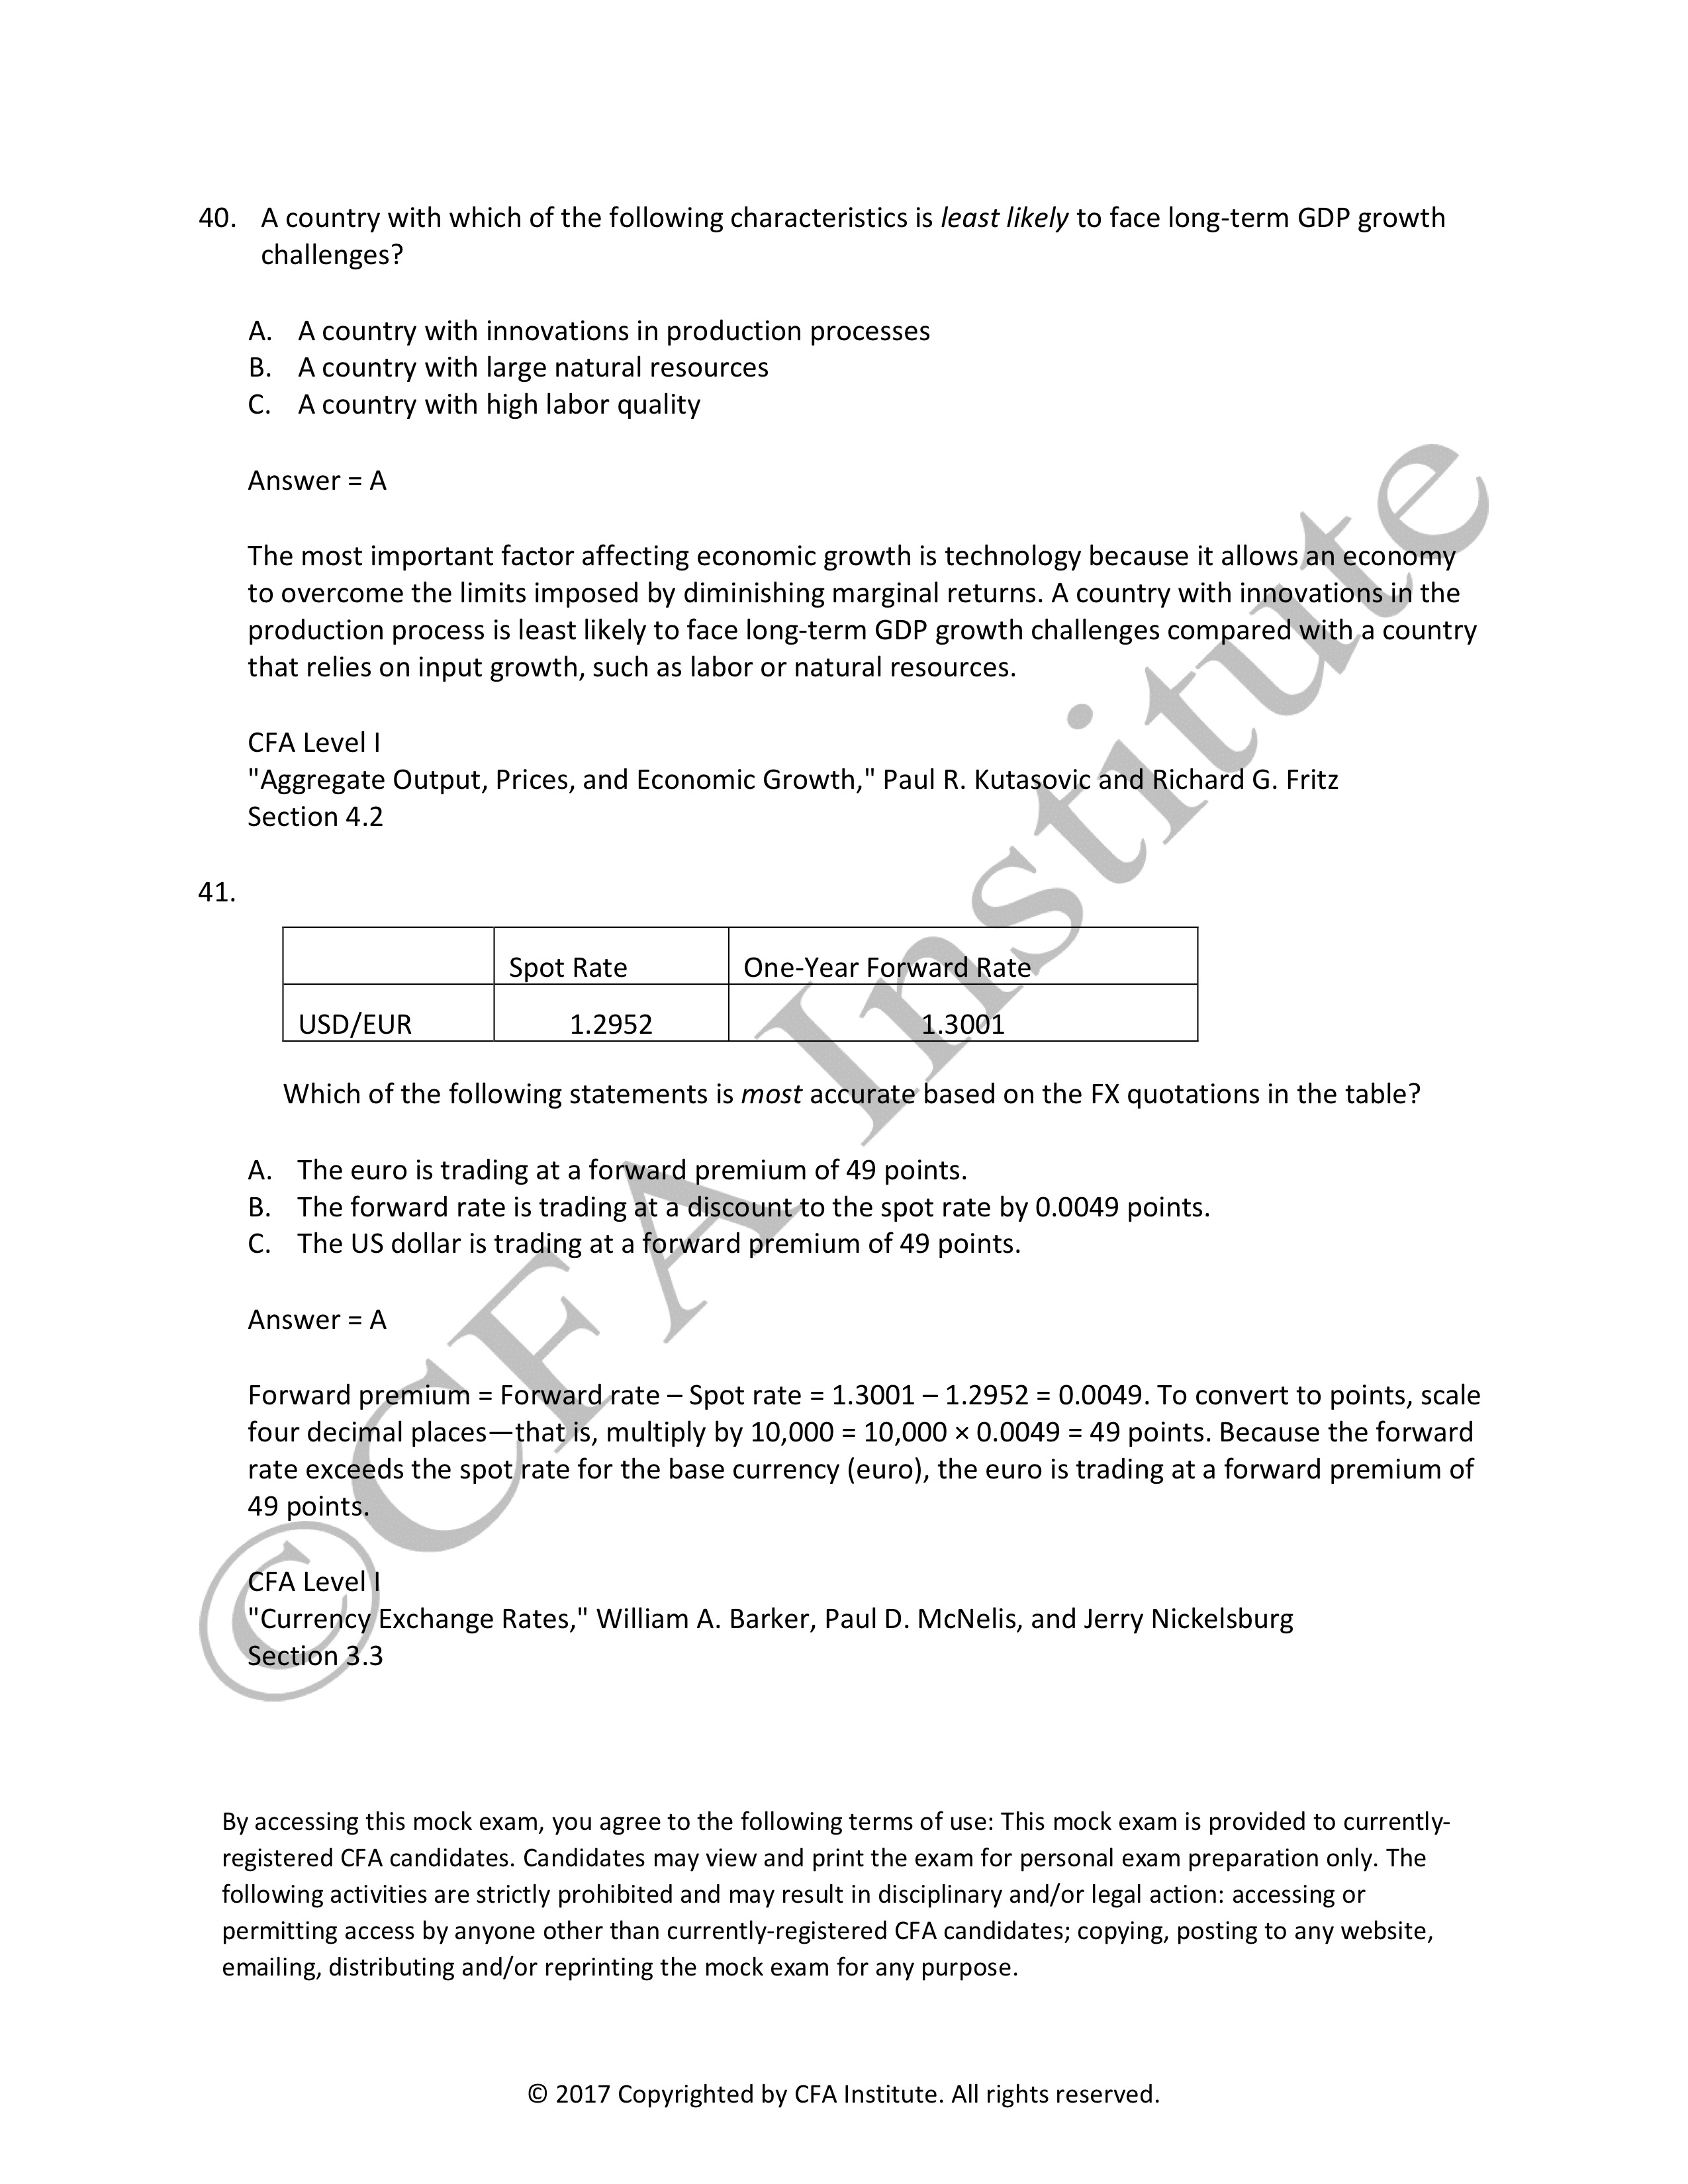 40. A country with which of the following characteristics is least likely to face long-term GDP growth
challenges?
A. A country with innovations in production processes
B. A country with large natural resources
C. A country with high labor quality
Answer = A
The most important factor affecting economic growth is technology because it allows an economy
to overcome the limits imposed by diminishing marginal returns. A country with innovations in the
production process is least likely to face long-term GDP growth challenges compared with a country
that relies on input growth, such as labor or natural resources.
CFA Level I
"Aggregate Output, Prices, and Economic Growth," Paul R. Kutasovic and Richard G. Fritz
Section 4.2
41.
Spot Rate One-Year Forward Rate
USD/EUR 1.2952 1.3001
Which of the following statements is most accurate based on the FX quotations in the table?
A. The euro is trading at a forward premium of 49 points.
B. The forward rate is trading at a discount to the spot rate by 0.0049 points.
C. The US dollar is trading at a forward premium of 49 points.
Answer = A
Forward premium = Forward rate – Spot rate = 1.3001 – 1.2952 = 0.0049. To convert to points, scale
four decimal places—that is, multiply by 10,000 = 10,000 × 0.0049 = 49 points. Because the forward
rate exceeds the spot rate for the base currency (euro), the euro is trading at a forward premium of
49 points.
CFA Level I
"Currency Exchange Rates," William A. Barker, Paul D. McNelis, and Jerry Nickelsburg
Section 3.3
By accessing this mock exam, you agree to the following terms of use: This mock exam is provided to currently-
registered CFA candidates. Candidates may view and print the exam for personal exam preparation only. The
following activities are strictly prohibited and may result in disciplinary and/or legal action: accessing or
permitting access by anyone other than currently-registered CFA candidates; copying, posting to any website,
emailing, distributing and/or reprinting the mock exam for any purpose.
© 2017 Copyrighted by CFA Institute. All rights reserved.
© CFA Institute